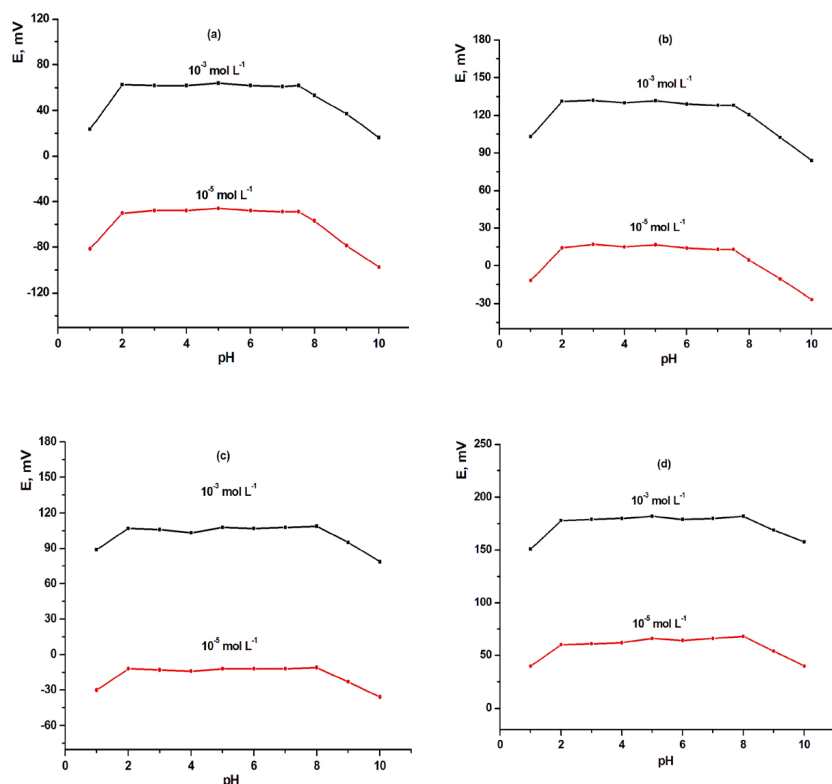 (a)
E, mV
120
80
40
0
-40
-80
-120
10⁻³ mol L⁻¹
10⁻⁵ mol L⁻¹
0 2 4 6 8 10
pH
(b)
E, mV
180
150
120
90
60
30
0
-30
10⁻³ mol L⁻¹
10⁻⁵ mol L⁻¹
0 2 4 6 8 10
pH
(c)
E, mV
180
150
120
90
60
30
0
-30
-60
10⁻³ mol L⁻¹
10⁻⁵ mol L⁻¹
0 2 4 6 8 10
pH
(d)
E, mV
250
200
150
100
50
0
10⁻³ mol L⁻¹
10⁻⁵ mol L⁻¹
0 2 4 6 8 10
pH